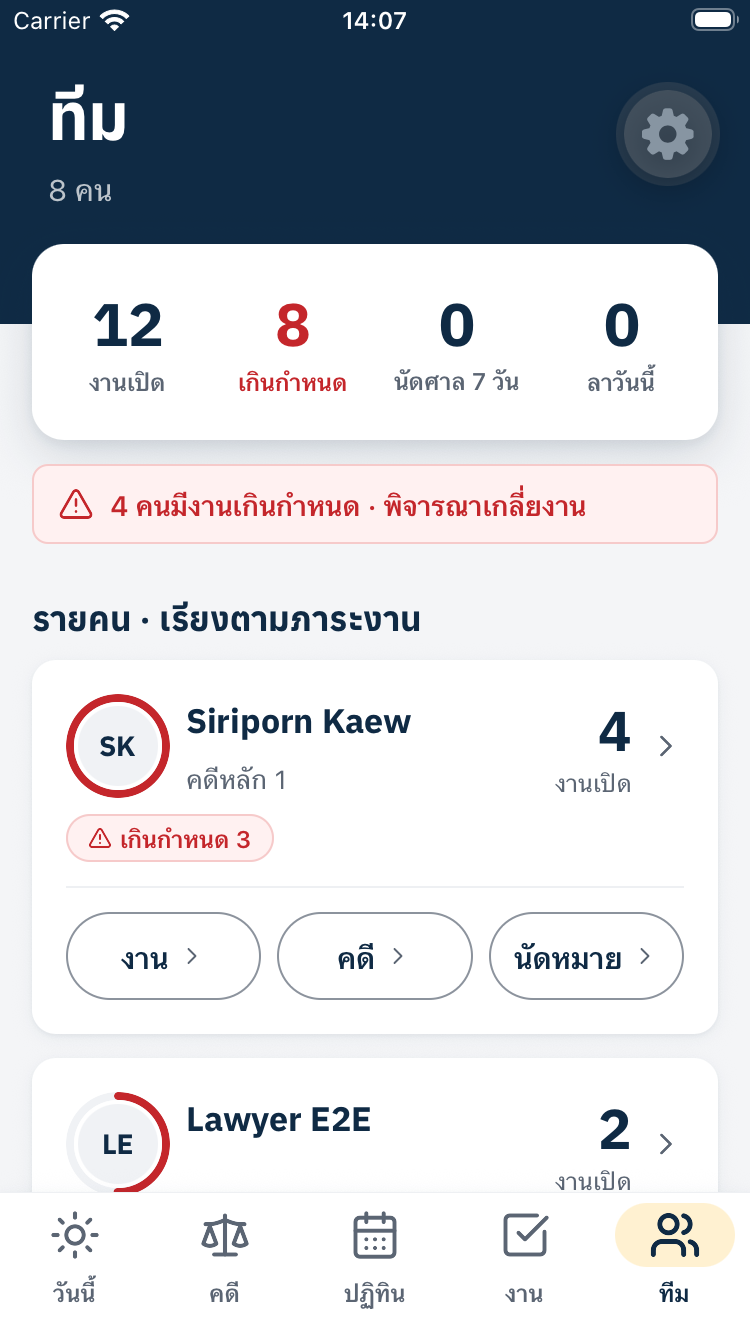 Carrier 14:07
ทีม
8 คน
12 8 0 0
งานเปิด เกินกำหนด นัดศาล 7 วัน ลาวันนี้
4 คนมีงานเกินกำหนด · พิจารณาเกลี่ยงาน
รายคน · เรียงตามภาระงาน
SK Siriporn Kaew 4
คดีหลัก 1 งานเปิด
เกินกำหนด 3
งาน คดี นัดหมาย
LE Lawyer E2E 2
งานเปิด
วันนี้ คดี ปฏิทิน งาน ทีม